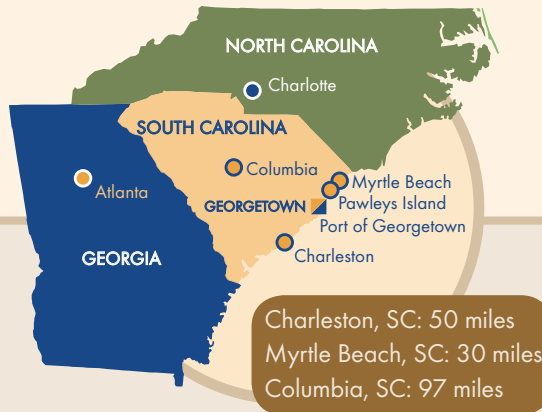 NORTH CAROLINA
Charlotte
SOUTH CAROLINA
Columbia
Myrtle Beach
Atlanta
Pawleys Island
GEORGETOWN
Port of Georgetown
Charleston
GEORGIA
Charleston, SC: 50 miles
Myrtle Beach, SC: 30 miles
Columbia, SC: 97 miles